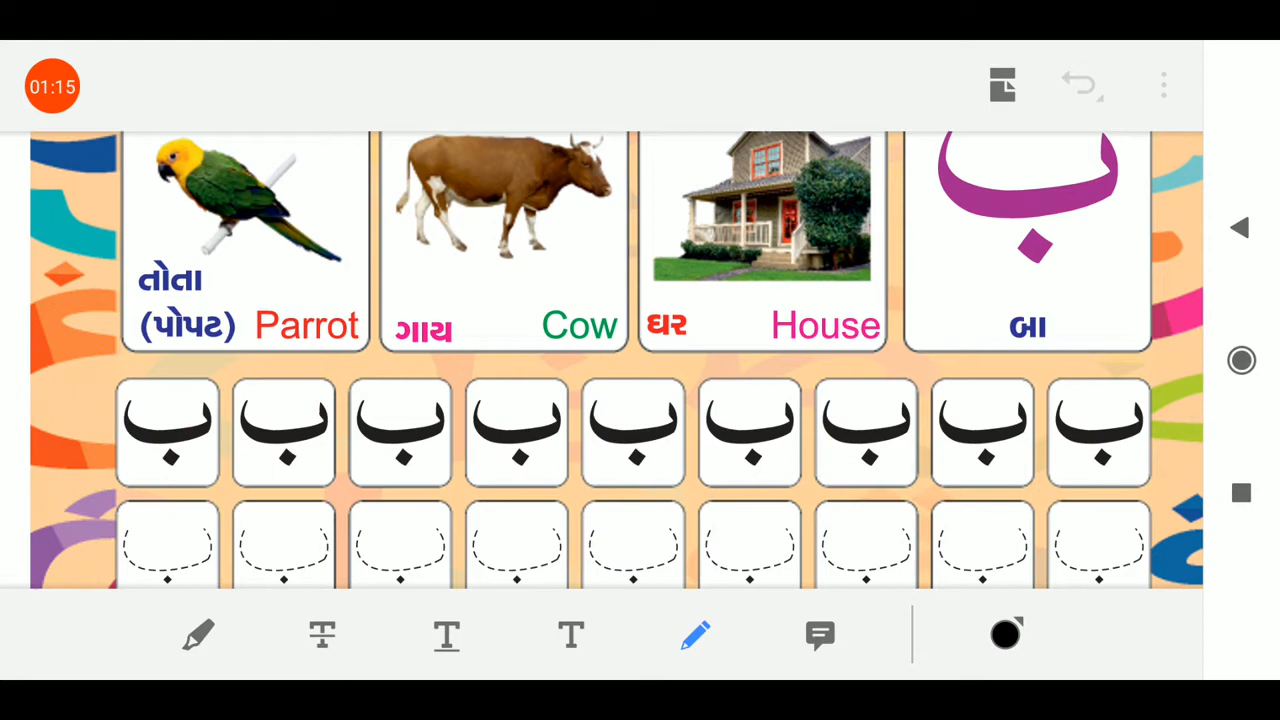 01:15
તોતા
(પોપટ) Parrot
ગાય Cow
ઘર House
ب
બા
ب ب ب ب ب ب ب ب ب
ب ب ب ب ب ب ب ب ب